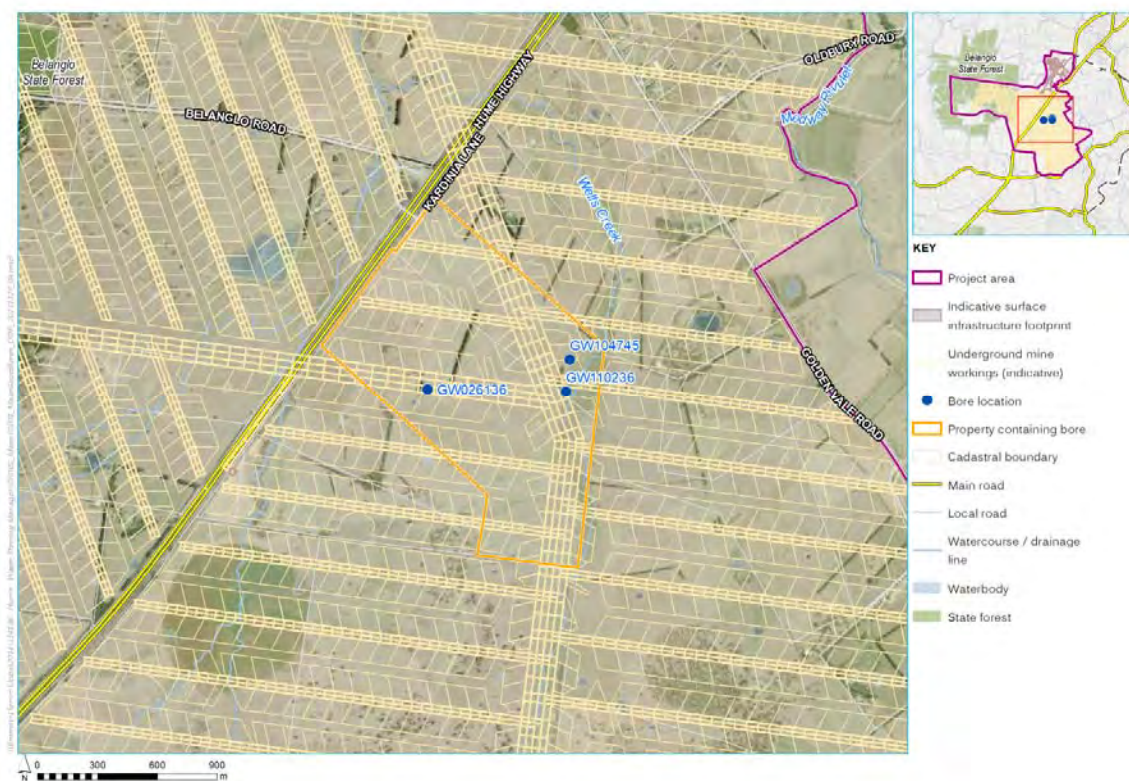 Belanglo
State Forest
BELANGLO ROAD
KARDINIA LANE
HUME HIGHWAY
OLDBURY ROAD
Medway Rivulet
Wells Creek
GW104745
GW110236
GW026136
GOLDEN VALE ROAD
Belanglo
State Forest
KEY
Project area
Indicative surface
infrastructure footprint
Underground mine
workings (indicative)
Bore location
Property containing bore
Cadastral boundary
Main road
Local road
Watercourse / drainage
line
Waterbody
State forest
N
0 300 600 900
m